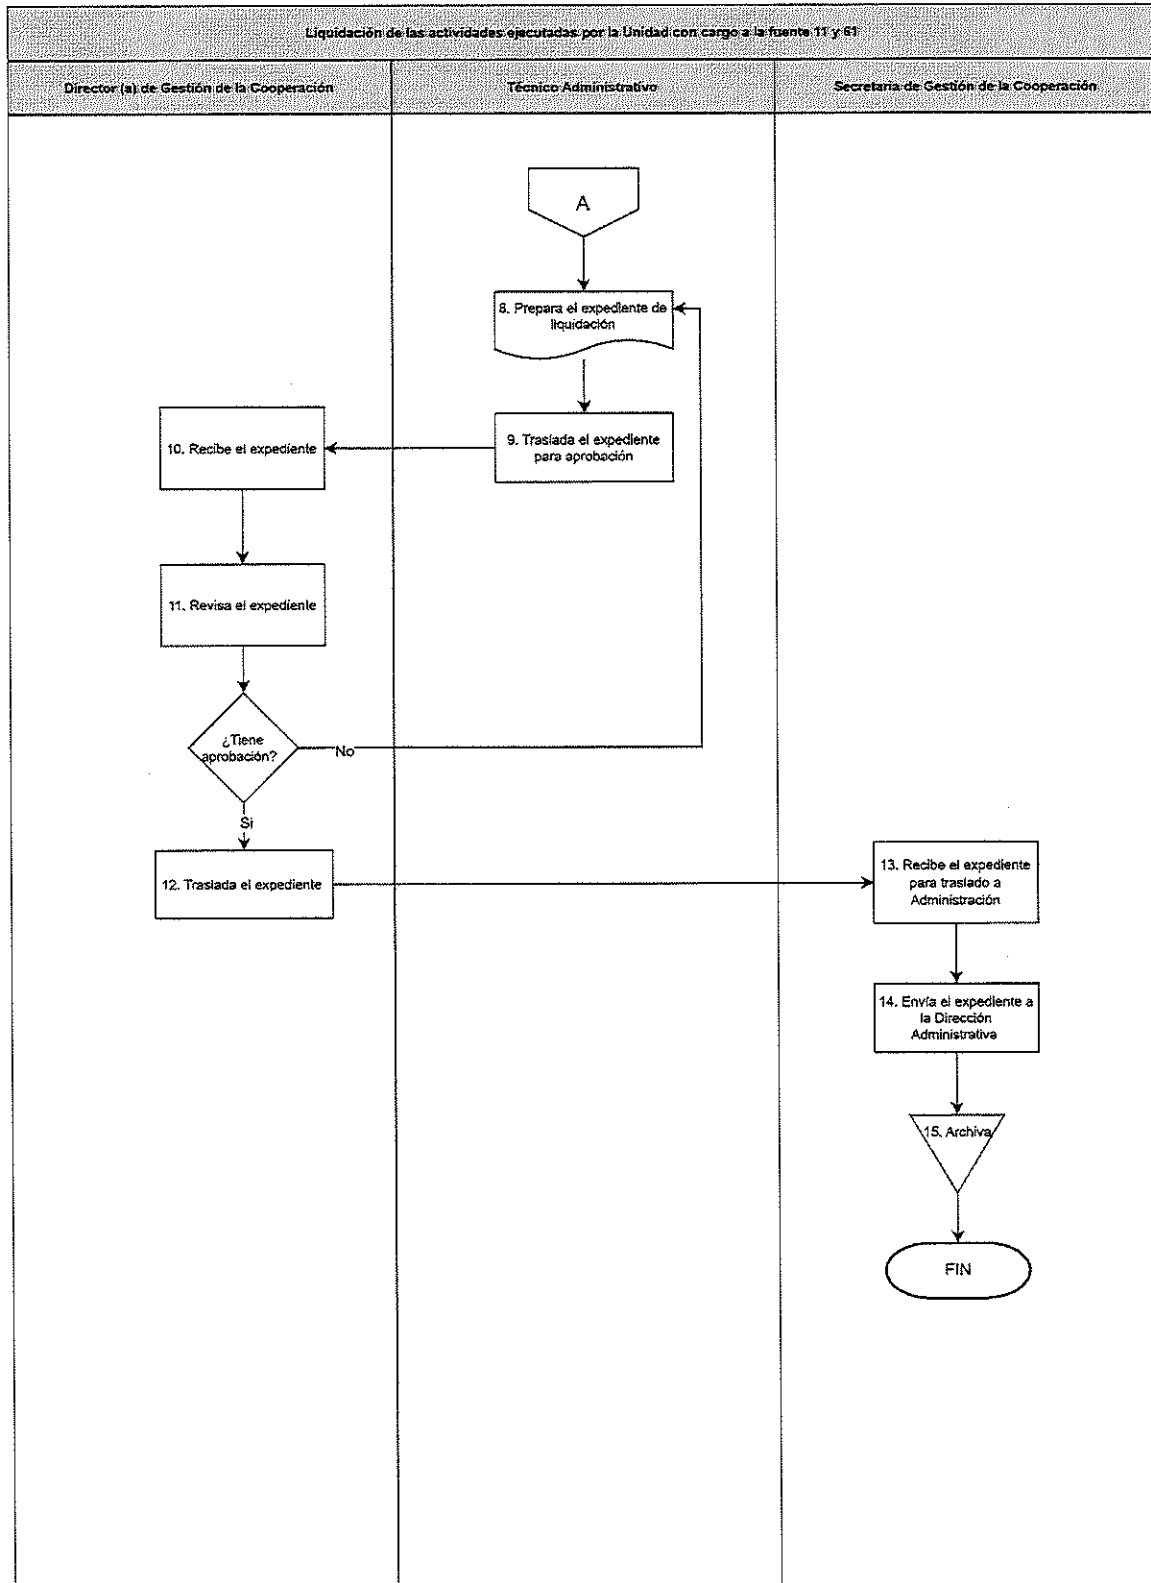 Liquidación de las actividades ejecutadas por la Unidad con cargo a la fuente 11 y 61
Director (a) de Gestión de la Cooperación
Técnico Administrativo
Secretaria de Gestión de la Cooperación
A
8. Prepara el expediente de
liquidación
9. Traslada el expediente
para aprobación
10. Recibe el expediente
11. Revisa el expediente
¿Tiene
aprobación?
No
Si
12. Traslada el expediente
13. Recibe el expediente
para traslado a
Administración
14. Envía el expediente a
la Dirección
Administrativa
15. Archiva
FIN